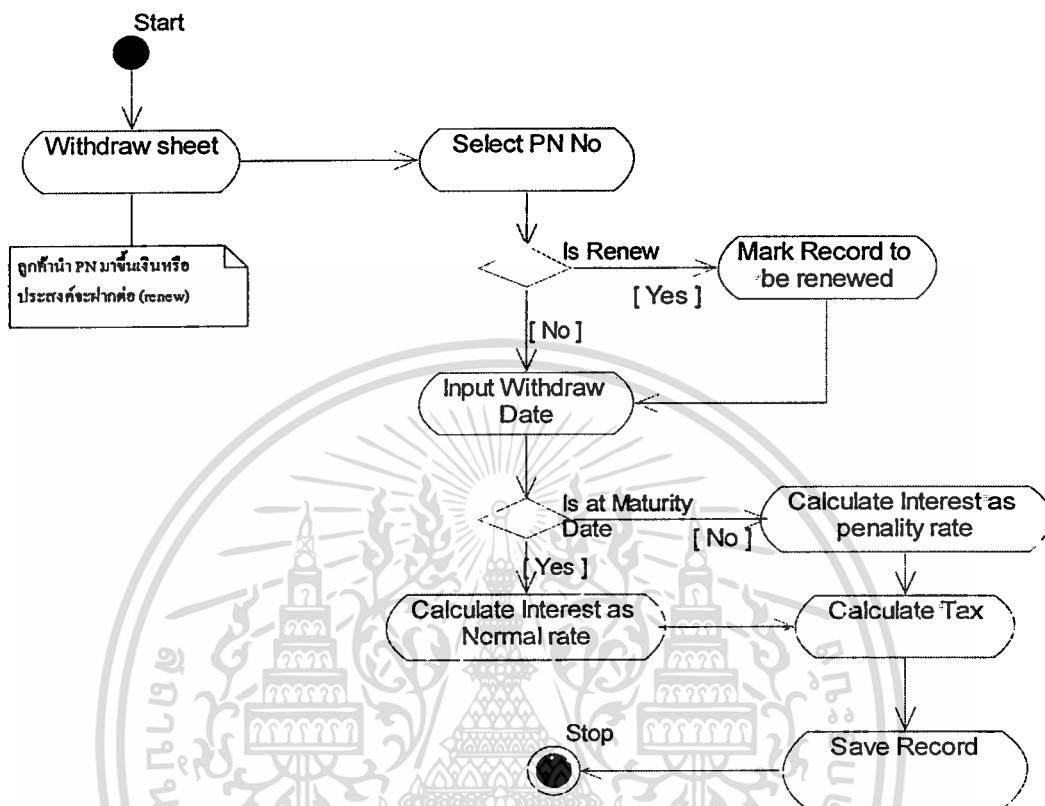 Start
Withdraw sheet
Select PN No
ลูกค้านำ PN มาขึ้นเงินหรือ
ประสงค์จะฝากต่อ (renew)
Is Renew
[ Yes ]
Mark Record to
be renewed
[ No ]
Input Withdraw
Date
Is at Maturity
Date
[ No ]
Calculate Interest as
penality rate
[ Yes ]
Calculate Interest as
Normal rate
Calculate Tax
Save Record
Stop